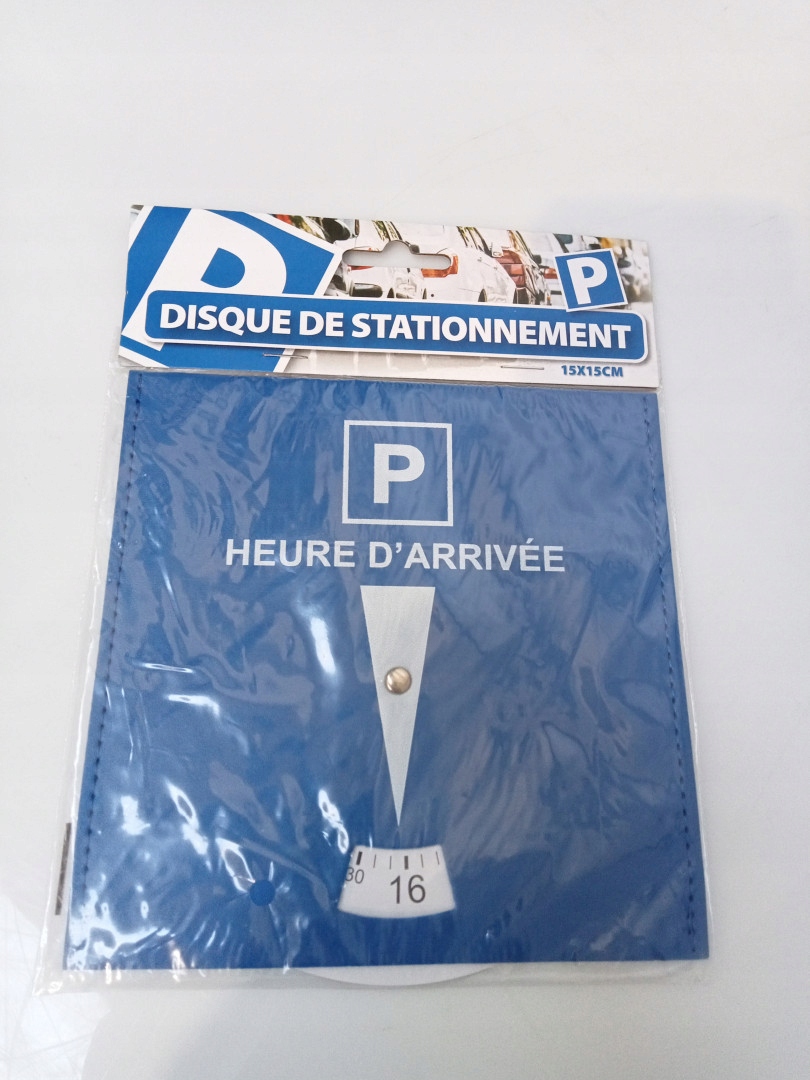 P
P
DISQUE DE STATIONNEMENT
15X15CM
P
HEURE D'ARRIVÉE
30
16